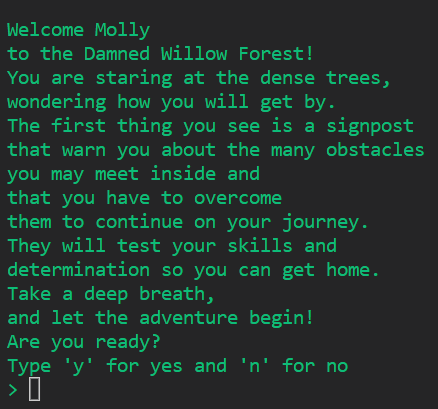 Welcome Molly
to the Damned Willow Forest!
You are staring at the dense trees,
wondering how you will get by.
The first thing you see is a signpost
that warn you about the many obstacles
you may meet inside and
that you have to overcome
them to continue on your journey.
They will test your skills and
determination so you can get home.
Take a deep breath,
and let the adventure begin!
Are you ready?
Type 'y' for yes and 'n' for no
>